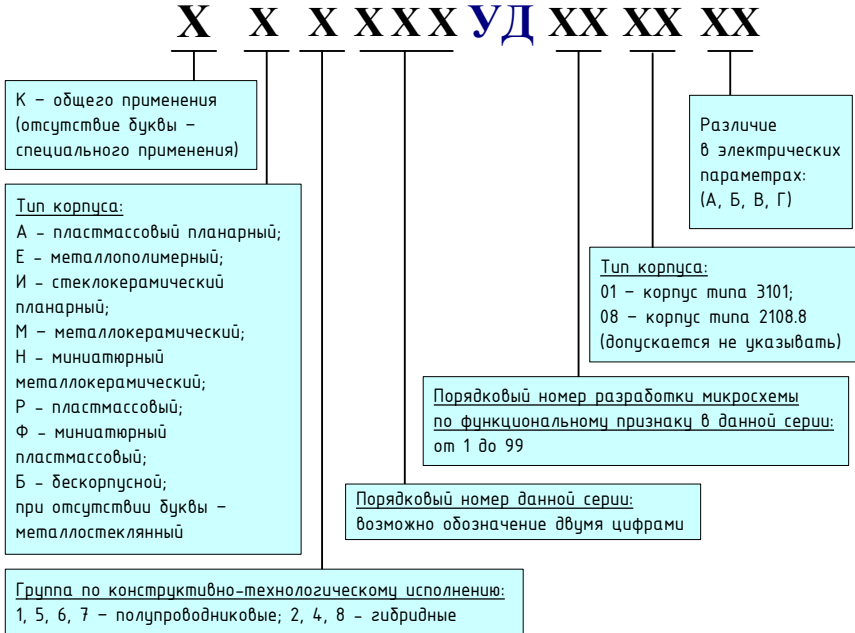 X X X X X X УД XX XX XX
К – общего применения
(отсутствие буквы –
специального применения)
Тип корпуса:
А – пластмассовый планарный;
Е – металлополимерный;
И – стеклокерамический
планарный;
М – металлокерамический;
Н – миниатюрный
металлокерамический;
Р – пластмассовый;
Ф – миниатюрный
пластмассовый;
Б – бескорпусной;
при отсутствии буквы –
металлостеклянный
Группа по конструктивно-технологическому исполнению:
1, 5, 6, 7 – полупроводниковые; 2, 4, 8 – гибридные
Порядковый номер данной серии:
возможно обозначение двумя цифрами
Порядковый номер разработки микросхемы
по функциональному признаку в данной серии:
от 1 до 99
Тип корпуса:
01 – корпус типа 3101;
08 – корпус типа 2108.8
(допускается не указывать)
Различие
в электрических
параметрах:
(А, Б, В, Г)